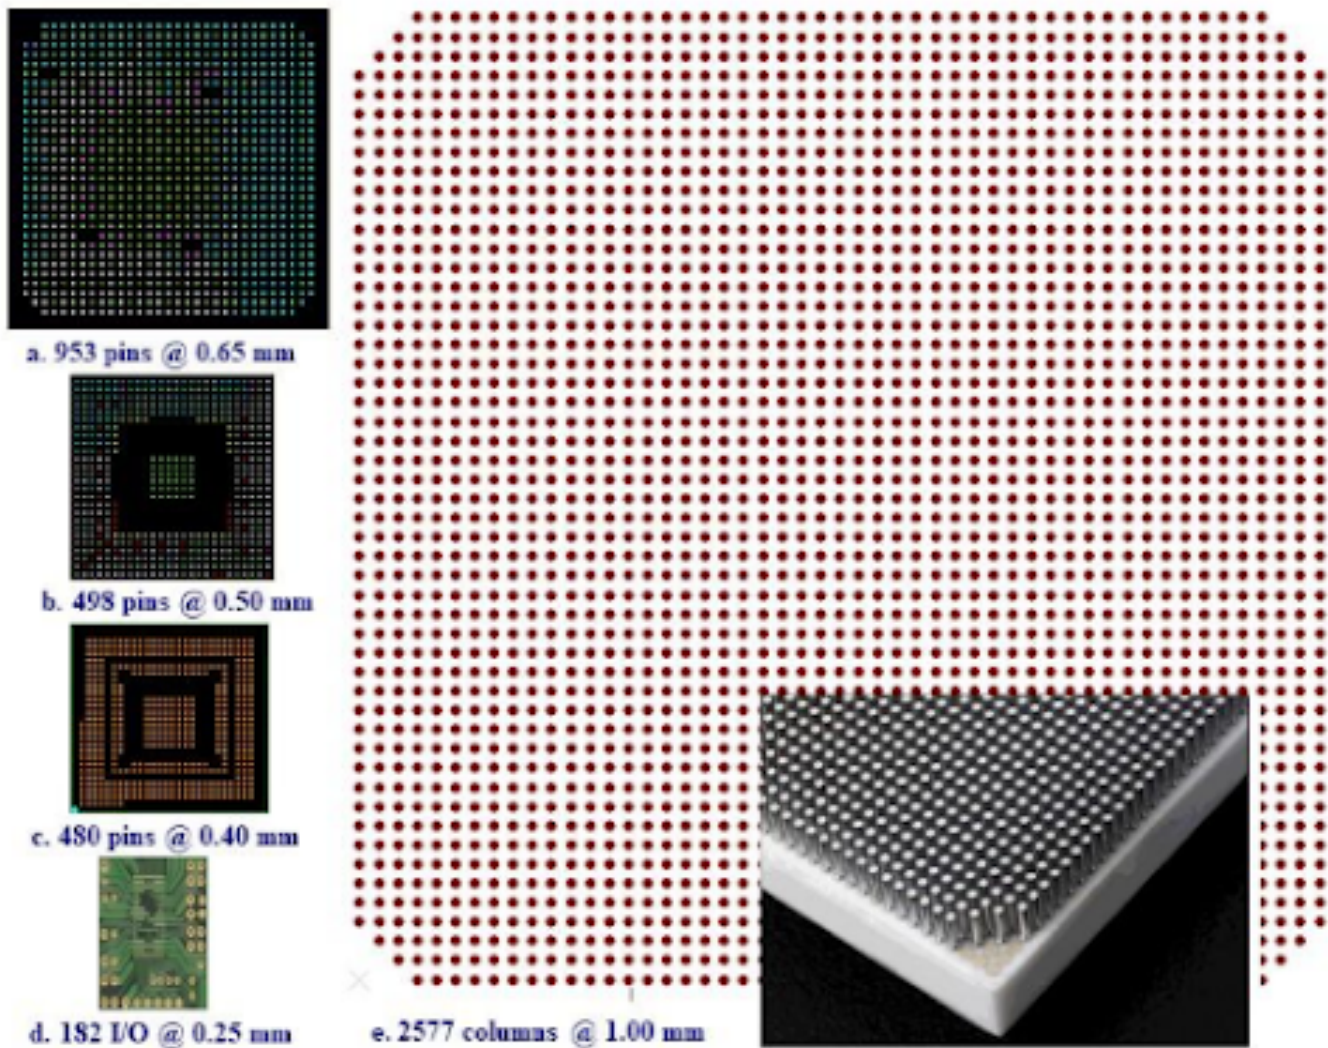 a. 953 pins @ 0.65 mm
b. 498 pins @ 0.50 mm
c. 480 pins @ 0.40 mm
d. 182 I/O @ 0.25 mm
e. 2577 columns @ 1.00 mm